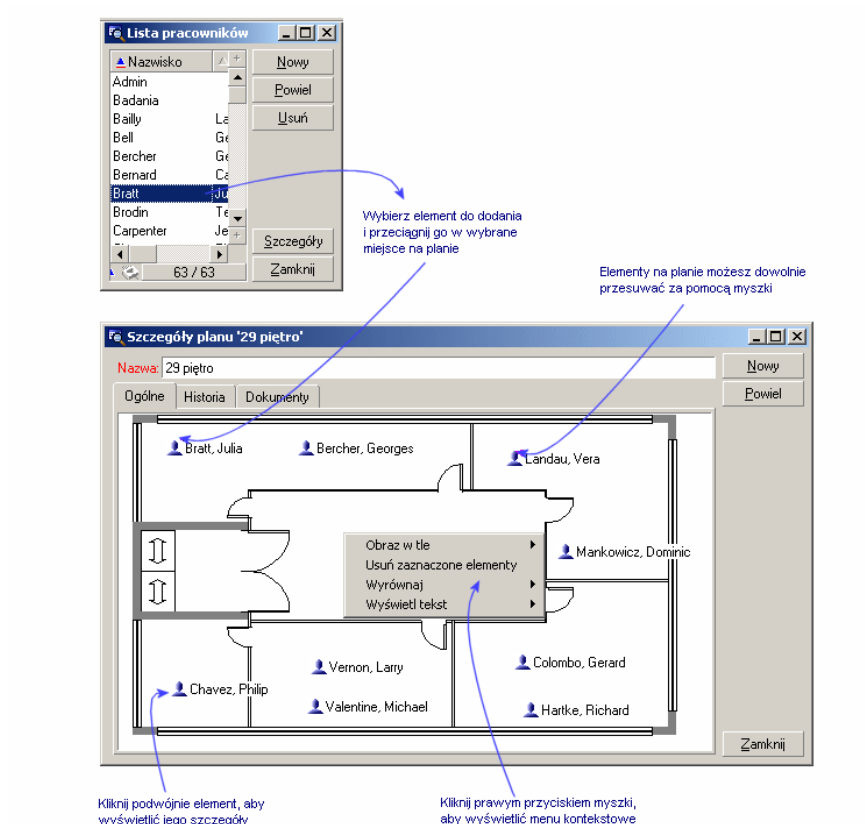 Lista pracowników
Nazwisko
Nowy
Powiel
Usuń
Admin
Badania
Bailly La
Bell Ge
Bercher Ge
Bernard Ca
Bratt Ju
Brodin Te
Carpenter Je
Szczegóły
63 / 63
Zamknij
Wybierz element do dodania
i przeciągnij go w wybrane
miejsce na planie
Elementy na planie możesz dowolnie
przesuwać za pomocą myszki
Szczegóły planu '29 piętro'
Nazwa: 29 piętro
Nowy
Powiel
Ogólne Historia Dokumenty
Bratt, Julia
Bercher, Georges
Landau, Vera
Obraz w tle
Usuń zaznaczone elementy
Wyrównaj
Wyświetl tekst
Mankowicz, Dominic
Chavez, Philip
Vernon, Larry
Valentine, Michael
Colombo, Gerard
Hartke, Richard
Zamknij
Kliknij podwójnie element, aby
wyświetlić jego szczegóły
Kliknij prawym przyciskiem myszki,
aby wyświetlić menu kontekstowe